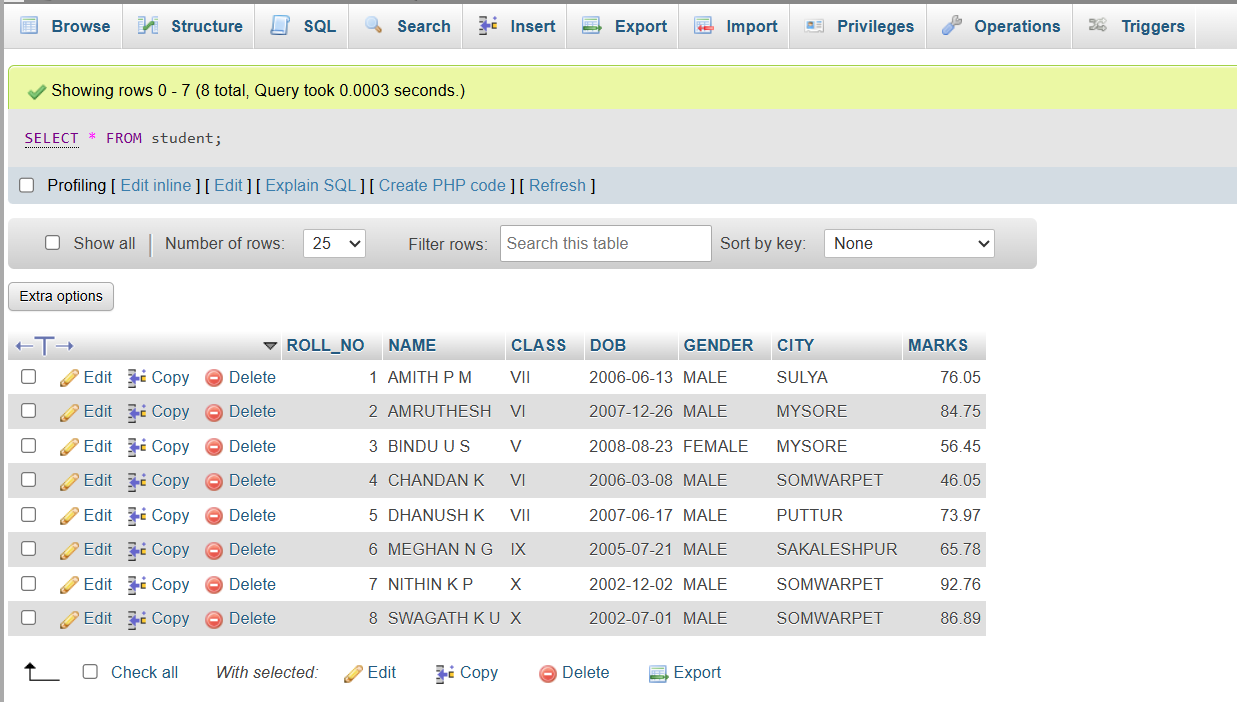 Browse Structure SQL Search Insert Export Import Privileges Operations Triggers
Showing rows 0 - 7 (8 total, Query took 0.0003 seconds.)
SELECT * FROM student;
Profiling [ Edit inline ] [ Edit ] [ Explain SQL ] [ Create PHP code ] [ Refresh ]
Show all Number of rows: 25 Filter rows: Search this table Sort by key: None
Extra options
ROLL_NO NAME CLASS DOB GENDER CITY MARKS
Edit Copy Delete 1 AMITH P M VII 2006-06-13 MALE SULYA 76.05
Edit Copy Delete 2 AMRUTHESH VI 2007-12-26 MALE MYSORE 84.75
Edit Copy Delete 3 BINDU U S V 2008-08-23 FEMALE MYSORE 56.45
Edit Copy Delete 4 CHANDAN K VI 2006-03-08 MALE SOMWARPET 46.05
Edit Copy Delete 5 DHANUSH K VII 2007-06-17 MALE PUTTUR 73.97
Edit Copy Delete 6 MEGHAN N G IX 2005-07-21 MALE SAKALESHPUR 65.78
Edit Copy Delete 7 NITHIN K P X 2002-12-02 MALE SOMWARPET 92.76
Edit Copy Delete 8 SWAGATH K U X 2002-07-01 MALE SOMWARPET 86.89
Check all With selected: Edit Copy Delete Export